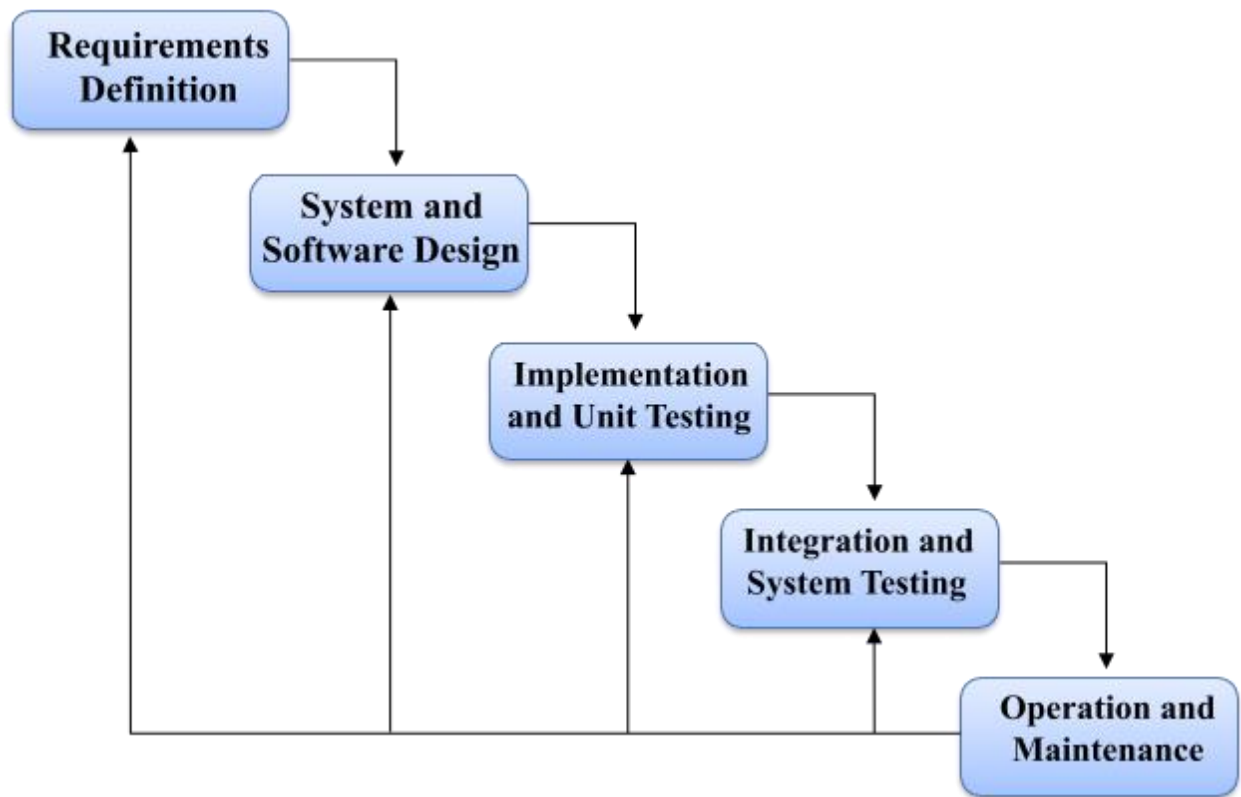 Requirements
Definition
System and
Software Design
Implementation
and Unit Testing
Integration and
System Testing
Operation and
Maintenance